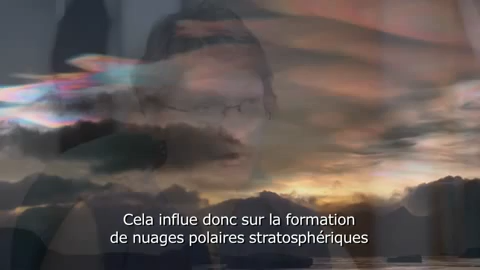 Cela influe donc sur la formation
de nuages polaires stratosphériques